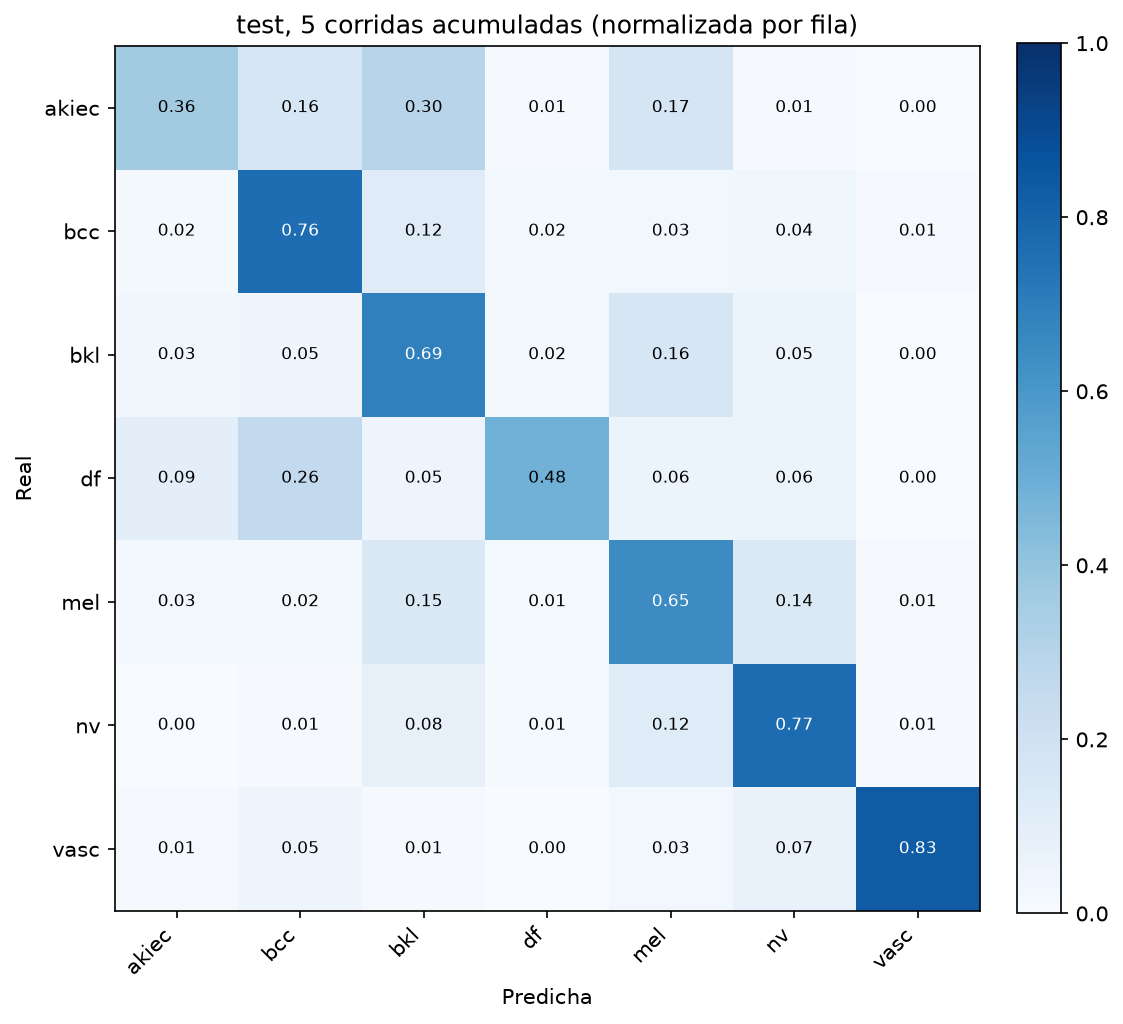 test, 5 corridas acumuladas (normalizada por fila)
1.0
akiec 0.36 0.16 0.30 0.01 0.17 0.01 0.00
bcc 0.02 0.76 0.12 0.02 0.03 0.04 0.01
0.8
bkl 0.03 0.05 0.69 0.02 0.16 0.05 0.00
0.6
Real
df 0.09 0.26 0.05 0.48 0.06 0.06 0.00
0.4
mel 0.03 0.02 0.15 0.01 0.65 0.14 0.01
nv 0.00 0.01 0.08 0.01 0.12 0.77 0.01
0.2
vasc 0.01 0.05 0.01 0.00 0.03 0.07 0.83
0.0
akiec bcc bkl df mel nv vasc
Predicha